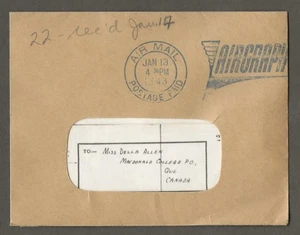 22 - rec'd Jan 17
AIR MAIL
JAN 13
4 PM
1943
POSTAGE PAID
AIRGRAPH
TO— MISS DELLA ALLEN
MACDONALD COLLEGE P.O.
QUE
CANADA